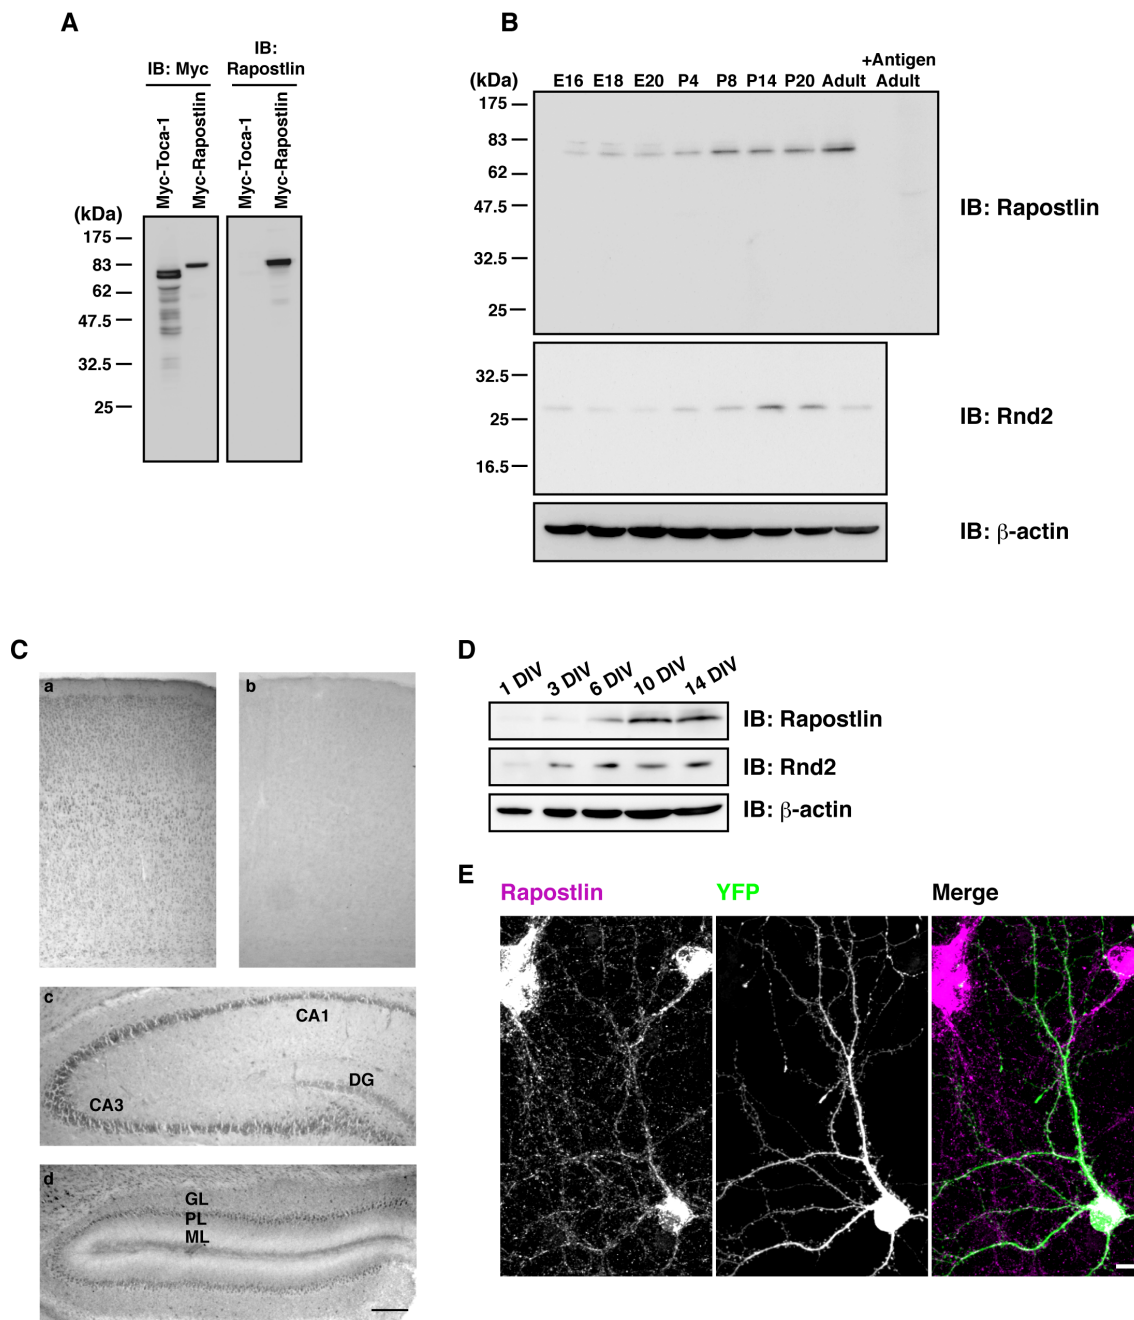 A
IB: Myc
IB:
Rapostlin
Myc-Toca-1
Myc-Rapostlin
Myc-Toca-1
Myc-Rapostlin
(kDa)
175
83
62
47.5
32.5
25
B
(kDa)
E16 E18 E20 P4 P8 P14 P20 Adult
+Antigen
Adult
175
83
62
47.5
32.5
25
IB: Rapostlin
32.5
25
16.5
IB: Rnd2
IB: β-actin
C
a
b
c
CA1
DG
CA3
d
GL
PL
ML
D
1 DIV
3 DIV
6 DIV
10 DIV
14 DIV
IB: Rapostlin
IB: Rnd2
IB: β-actin
E
Rapostlin
YFP
Merge